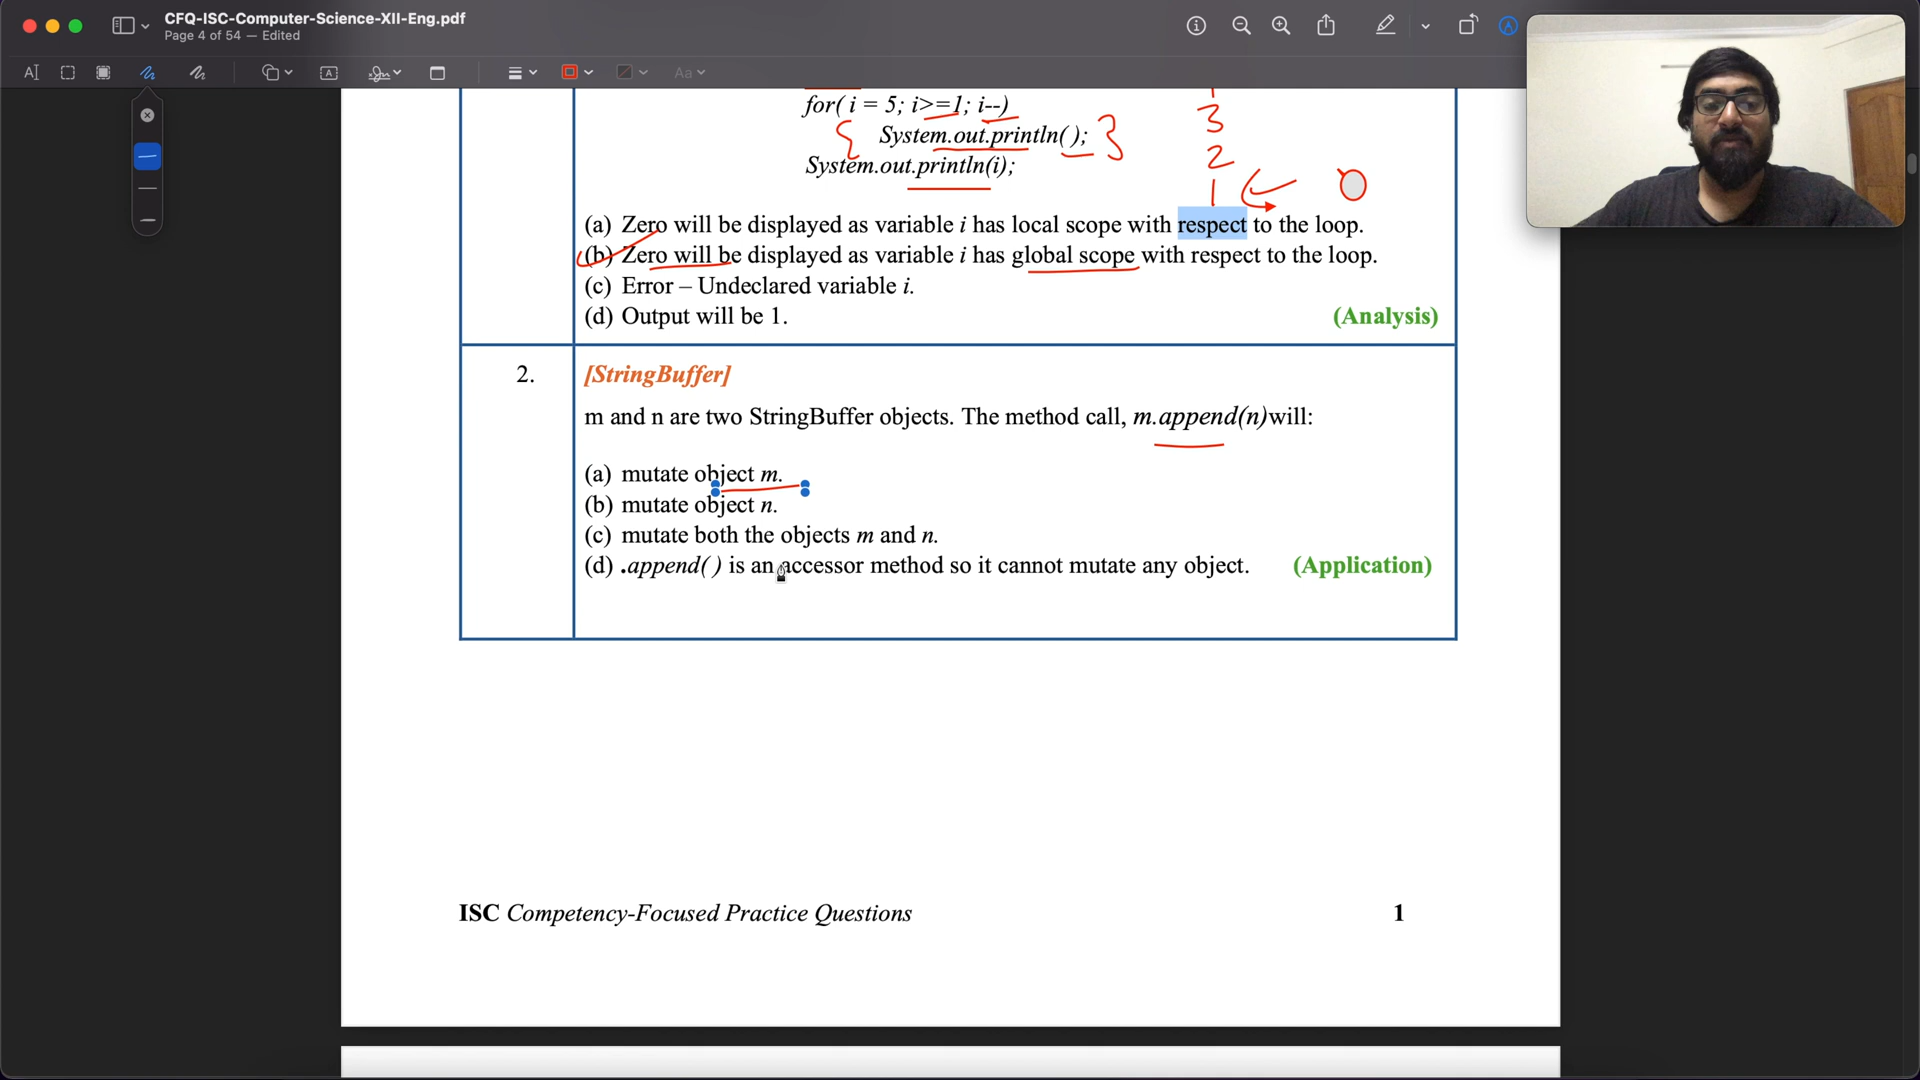 CFQ-ISC-Computer-Science-XII-Eng.pdf
Page 4 of 54 — Edited
for( i = 5; i>=1; i--)
{ System.out.println( ); }
System.out.println(i);
3
2
1
0
(a) Zero will be displayed as variable i has local scope with respect to the loop.
(b) Zero will be displayed as variable i has global scope with respect to the loop.
(c) Error – Undeclared variable i.
(d) Output will be 1. (Analysis)
2. [StringBuffer]
m and n are two StringBuffer objects. The method call, m.append(n)will:
(a) mutate object m.
(b) mutate object n.
(c) mutate both the objects m and n.
(d) .append( ) is an accessor method so it cannot mutate any object. (Application)
ISC Competency-Focused Practice Questions 1